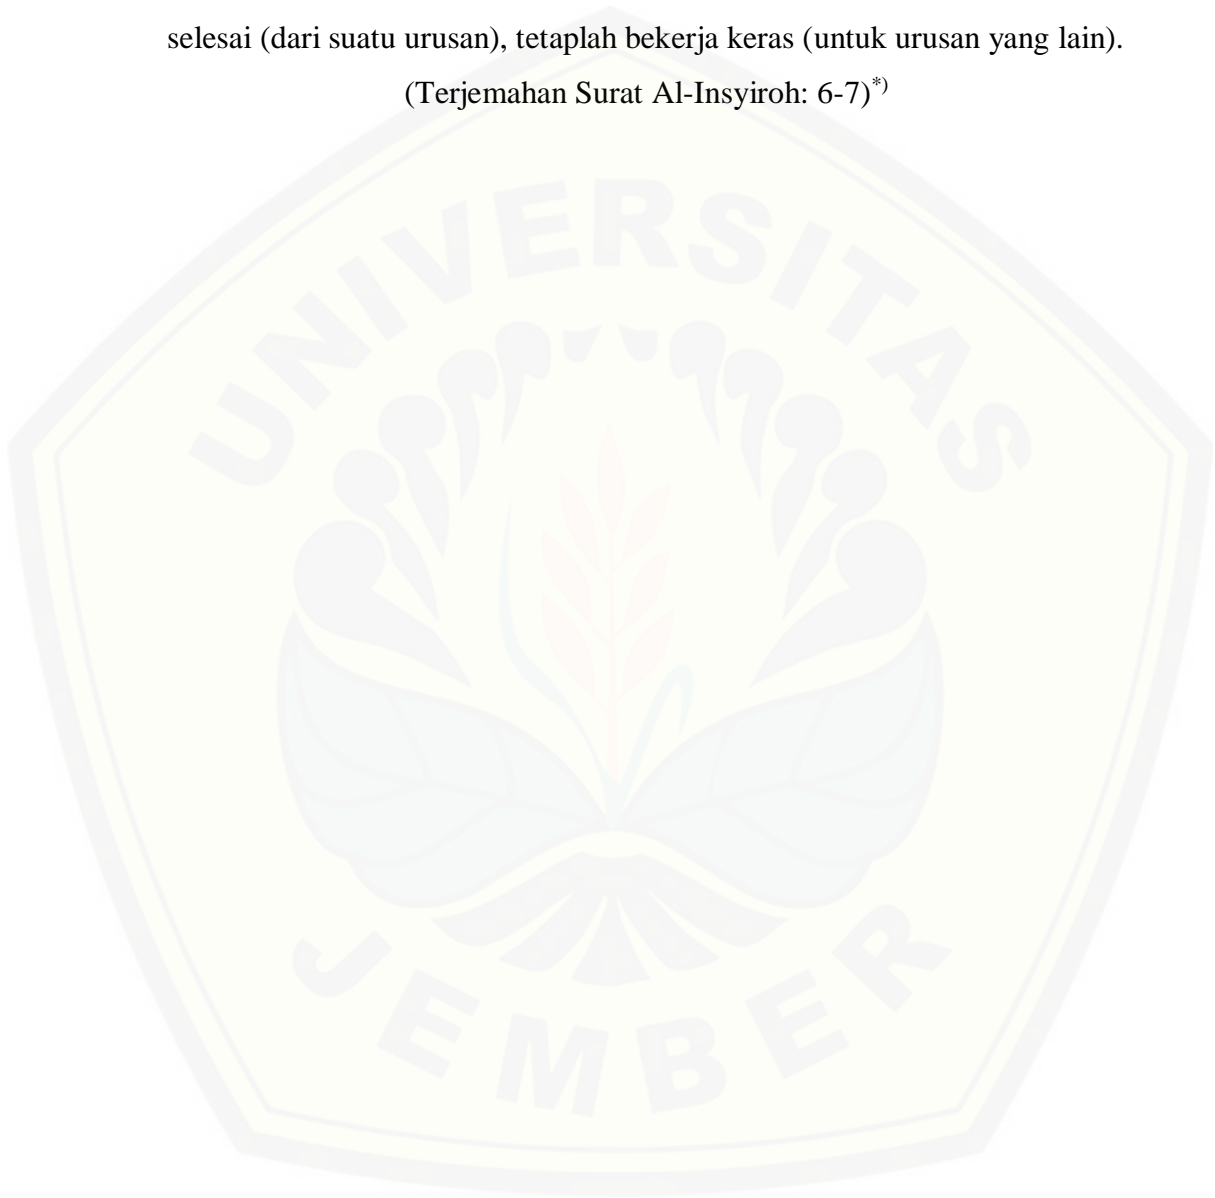 selesai (dari suatu urusan), tetaplah bekerja keras (untuk urusan yang lain).
(Terjemahan Surat Al-Insyiroh: 6-7)*)
UNIVERSITAS
JEMBER